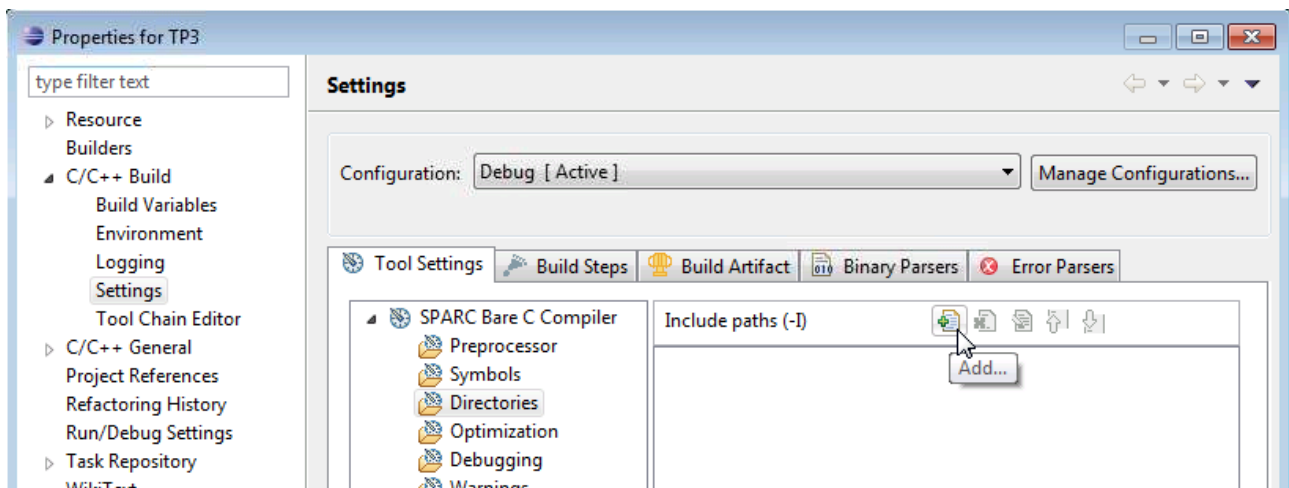 Properties for TP3
type filter text
Resource
Builders
C/C++ Build
Build Variables
Environment
Logging
Settings
Tool Chain Editor
C/C++ General
Project References
Refactoring History
Run/Debug Settings
Task Repository
WikiText
Settings
Configuration:
Debug [ Active ]
Manage Configurations...
Tool Settings
Build Steps
Build Artifact
Binary Parsers
Error Parsers
SPARC Bare C Compiler
Preprocessor
Symbols
Directories
Optimization
Debugging
Warnings
Include paths (-I)
Add...